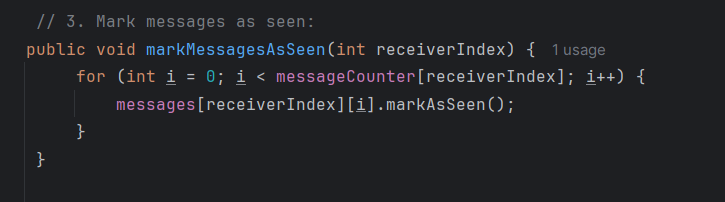 // 3. Mark messages as seen:
public void markMessagesAsSeen(int receiverIndex) { 1 usage
for (int i = 0; i < messageCounter[receiverIndex]; i++) {
messages[receiverIndex][i].markAsSeen();
}
}